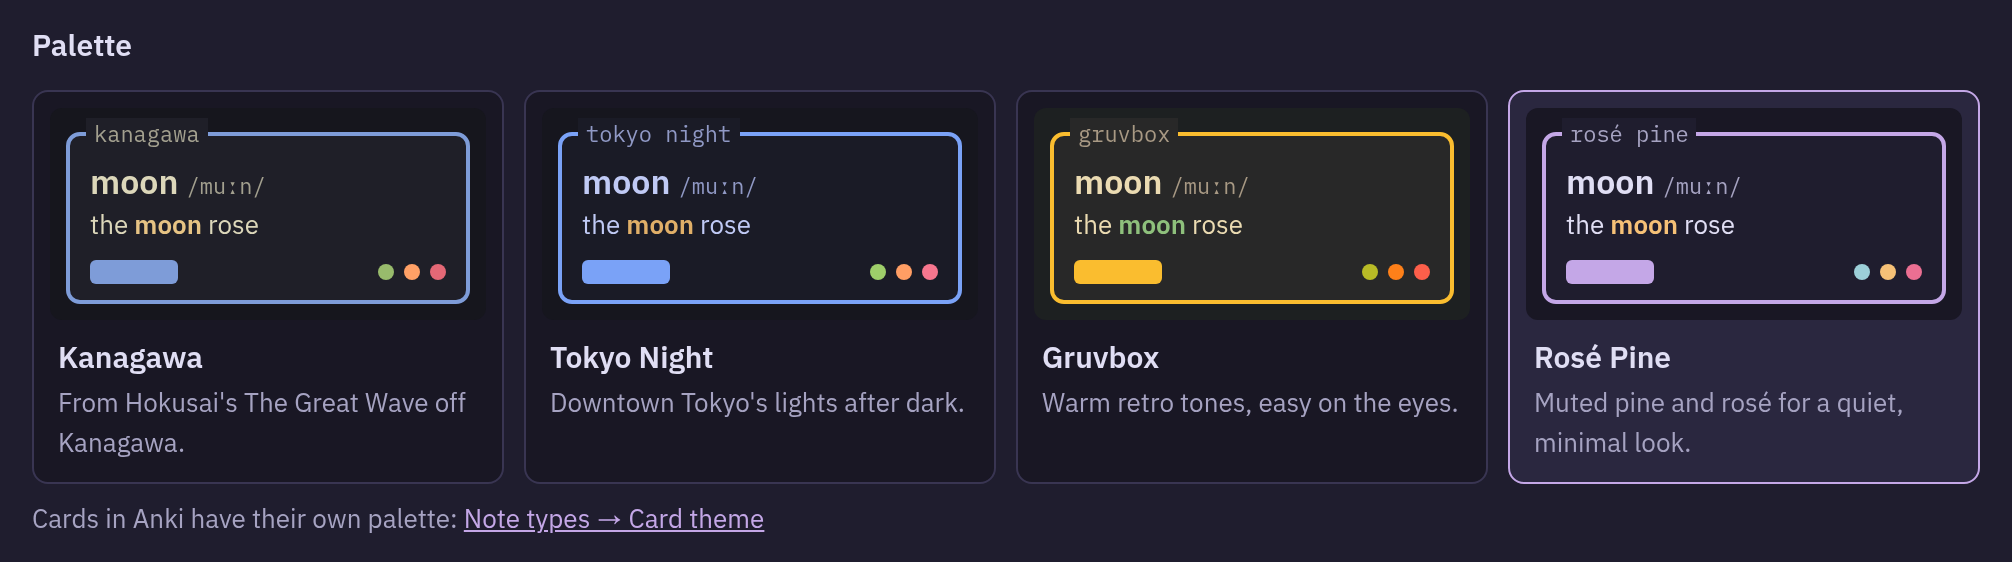 Palette
kanagawa
moon /muːn/
the moon rose
Kanagawa
From Hokusai's The Great Wave off
Kanagawa.
tokyo night
moon /muːn/
the moon rose
Tokyo Night
Downtown Tokyo's lights after dark.
gruvbox
moon /muːn/
the moon rose
Gruvbox
Warm retro tones, easy on the eyes.
rosé pine
moon /muːn/
the moon rose
Rosé Pine
Muted pine and rosé for a quiet,
minimal look.
Cards in Anki have their own palette: Note types → Card theme